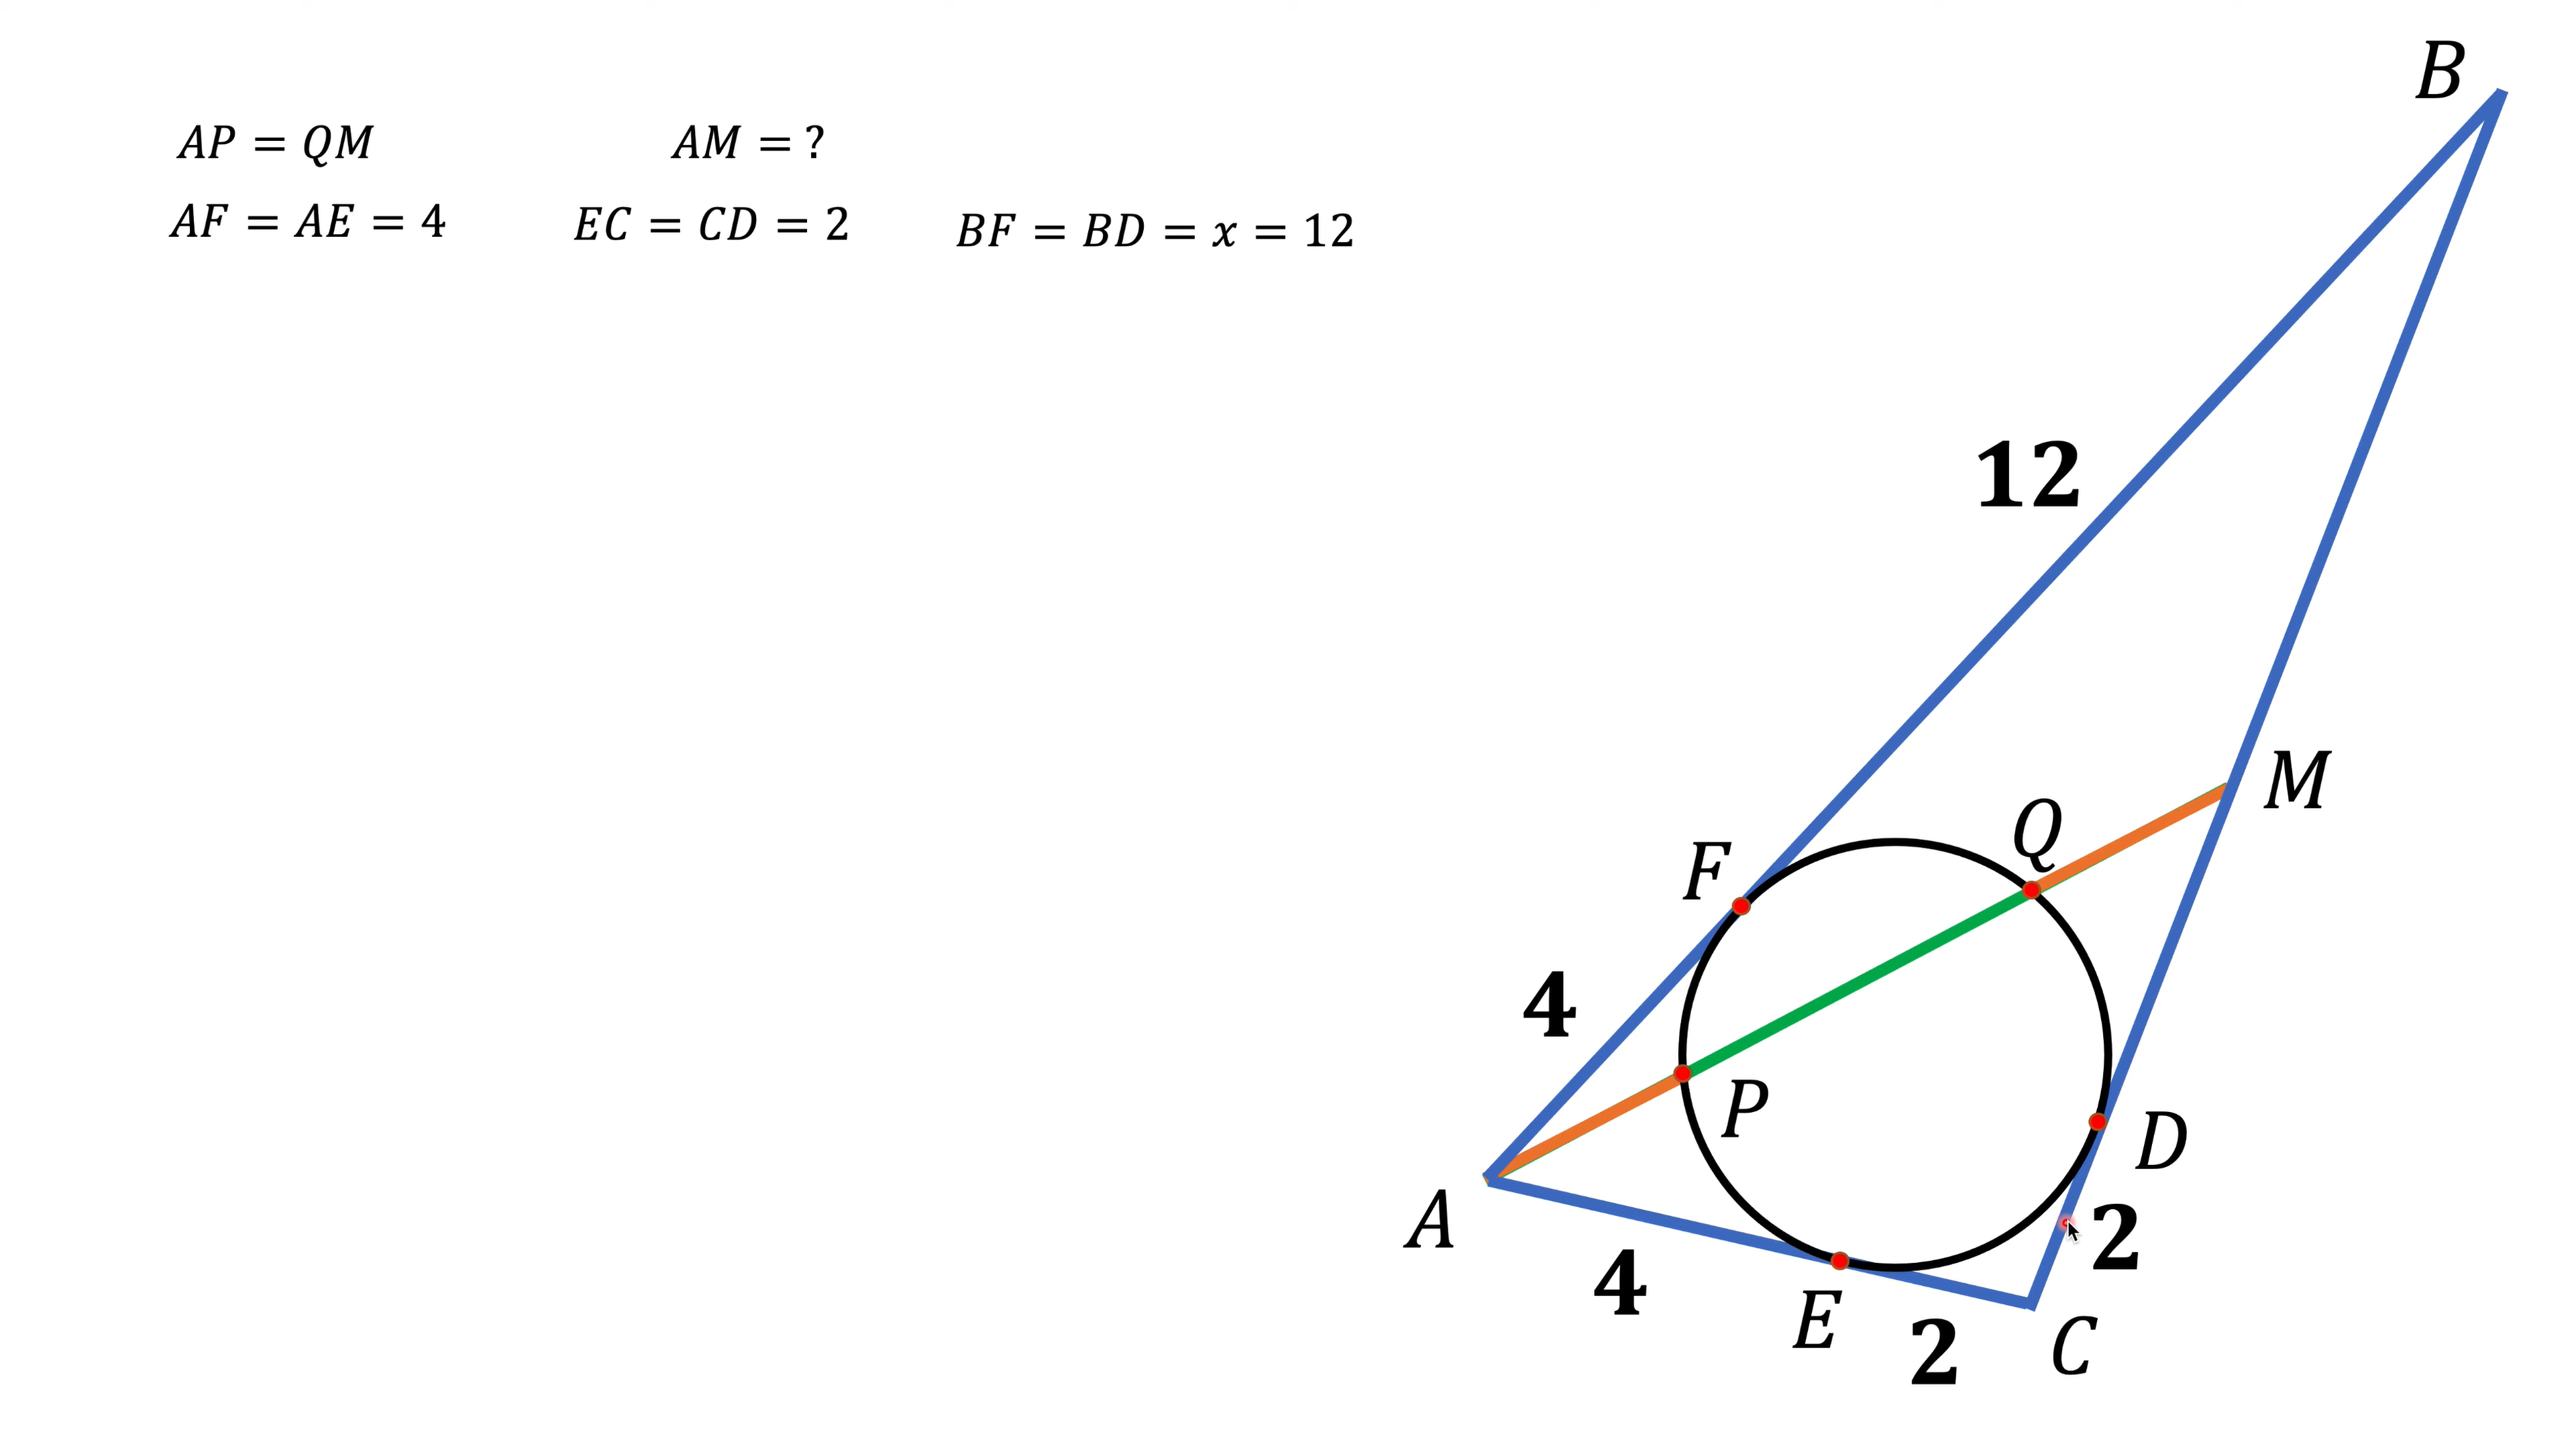 AP = QM
AM = ?
AF = AE = 4
EC = CD = 2
BF = BD = x = 12
B
12
M
Q
F
4
P
D
A
2
4
E
2
C